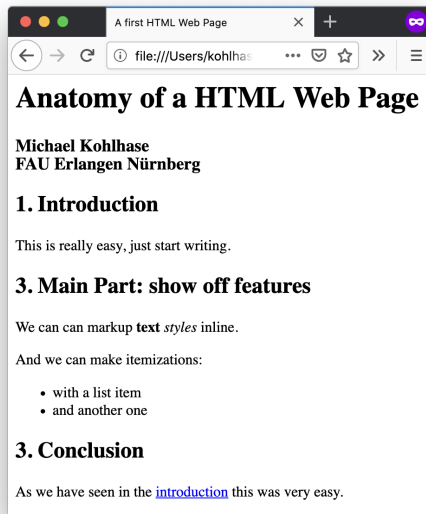 A first HTML Web Page
file:///Users/kohlhas
Anatomy of a HTML Web Page
Michael Kohlhase
FAU Erlangen Nürnberg
1. Introduction
This is really easy, just start writing.
3. Main Part: show off features
We can can markup text styles inline.
And we can make itemizations:
• with a list item
• and another one
3. Conclusion
As we have seen in the introduction this was very easy.